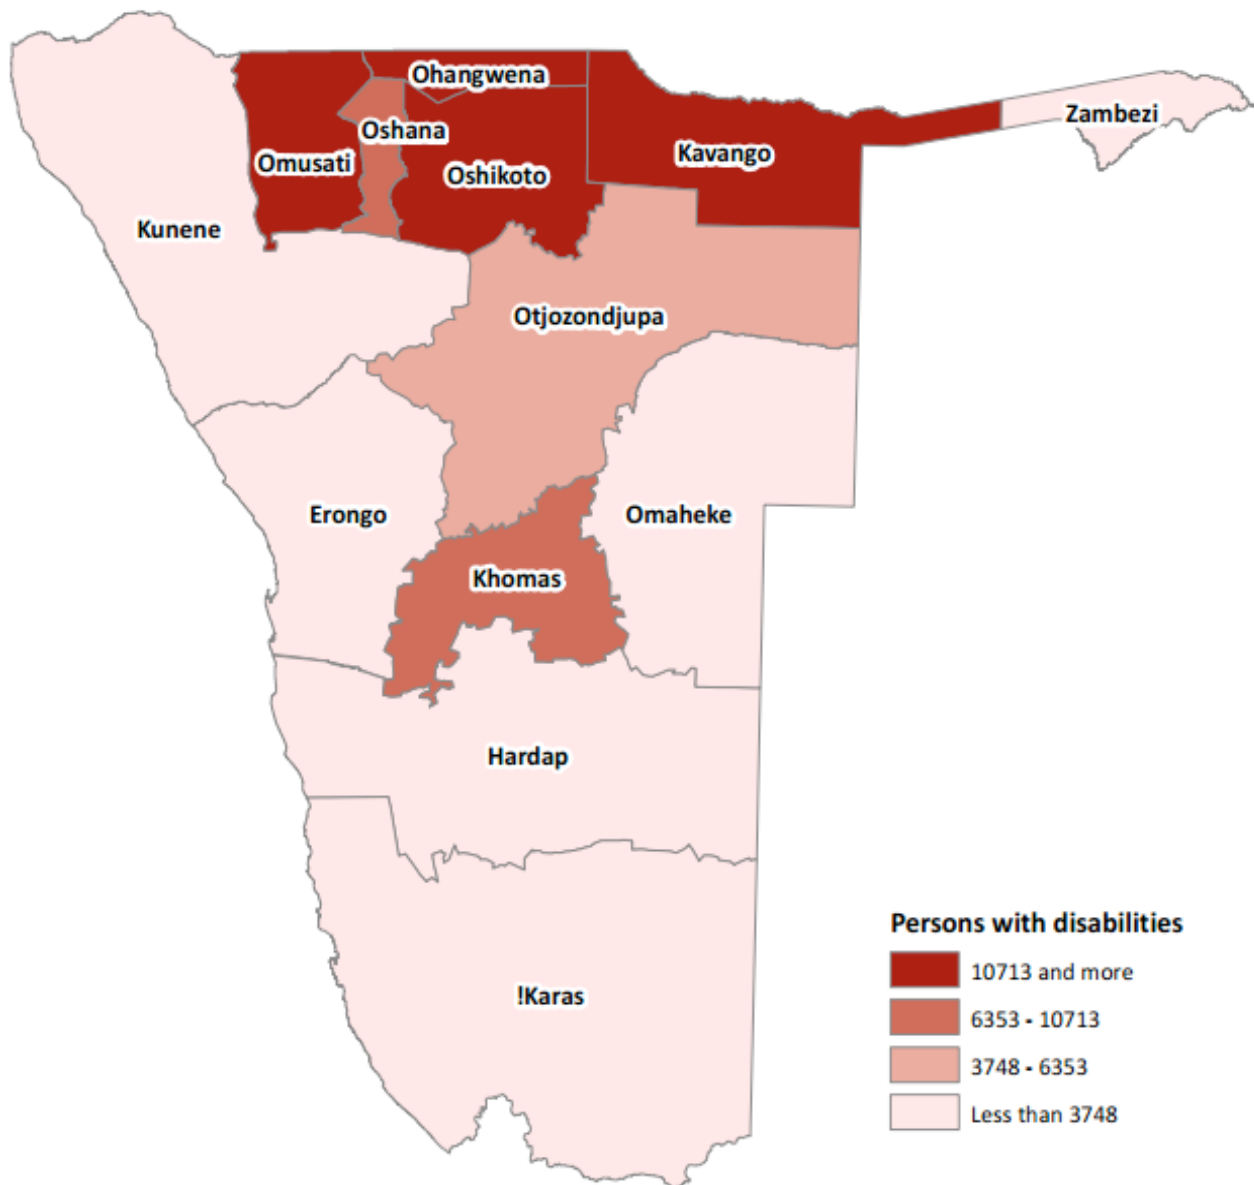 Ohangwena
Zambezi
Oshana
Omusati
Oshikoto
Kavango
Kunene
Otjozondjupa
Erongo
Omaheke
Khomas
Hardap
!Karas
Persons with disabilities
10713 and more
6353 - 10713
3748 - 6353
Less than 3748